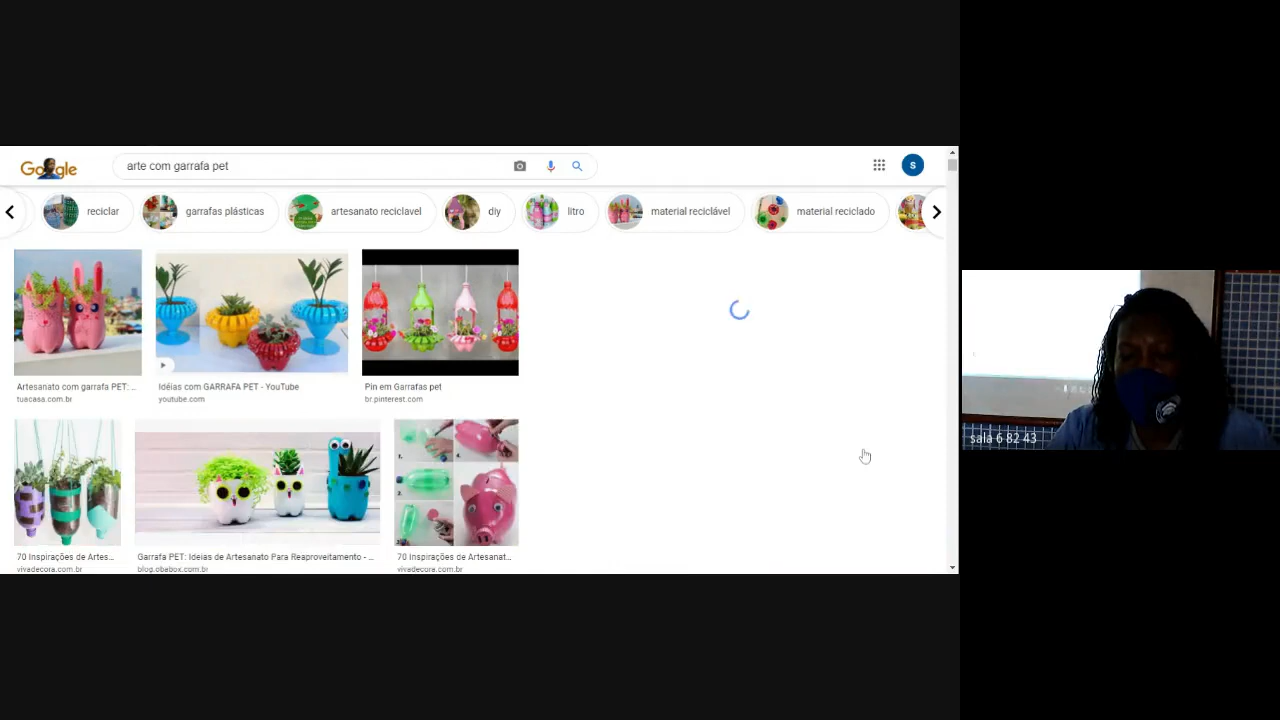 Google
arte com garrafa pet
S
reciclar
garrafas plásticas
artesanato reciclavel
diy
litro
material reciclável
material reciclado
Artesanato com garrafa PET: ...
tuacasa.com.br
Idéias com GARRAFA PET - YouTube
youtube.com
Pin em Garrafas pet
br.pinterest.com
70 Inspirações de Artes...
vivadecora.com.br
Garrafa PET: Ideias de Artesanato Para Reaproveitamento - ...
blog.obabox.com.br
70 Inspirações de Artesanat...
vivadecora.com.br
sala 6 82 43